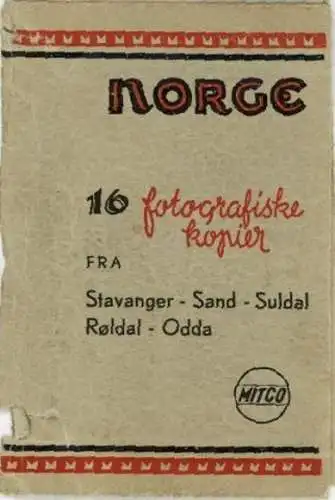 NORGE
16 fotografiske
kopier
FRA
Stavanger - Sand - Suldal
Røldal - Odda
MITCO